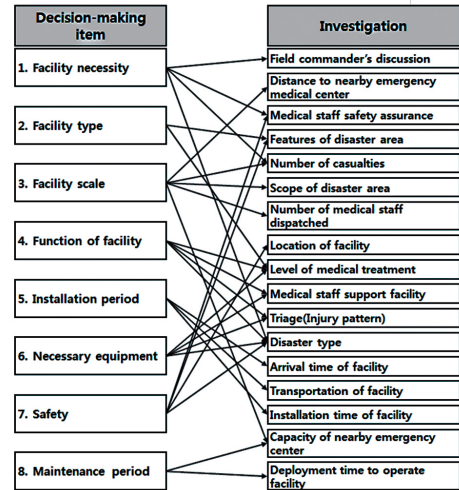 Decision-making
item
1. Facility necessity
2. Facility type
3. Facility scale
4. Function of facility
5. Installation period
6. Necessary equipment
7. Safety
8. Maintenance period
Investigation
Field commander's discussion
Distance to nearby emergency
medical center
Medical staff safety assurance
Features of disaster area
Number of casualties
Scope of disaster area
Number of medical staff
dispatched
Location of facility
Level of medical treatment
Medical staff support facility
Triage(Injury pattern)
Disaster type
Arrival time of facility
Transportation of facility
Installation time of facility
Capacity of nearby emergency
center
Deployment time to operate
facility